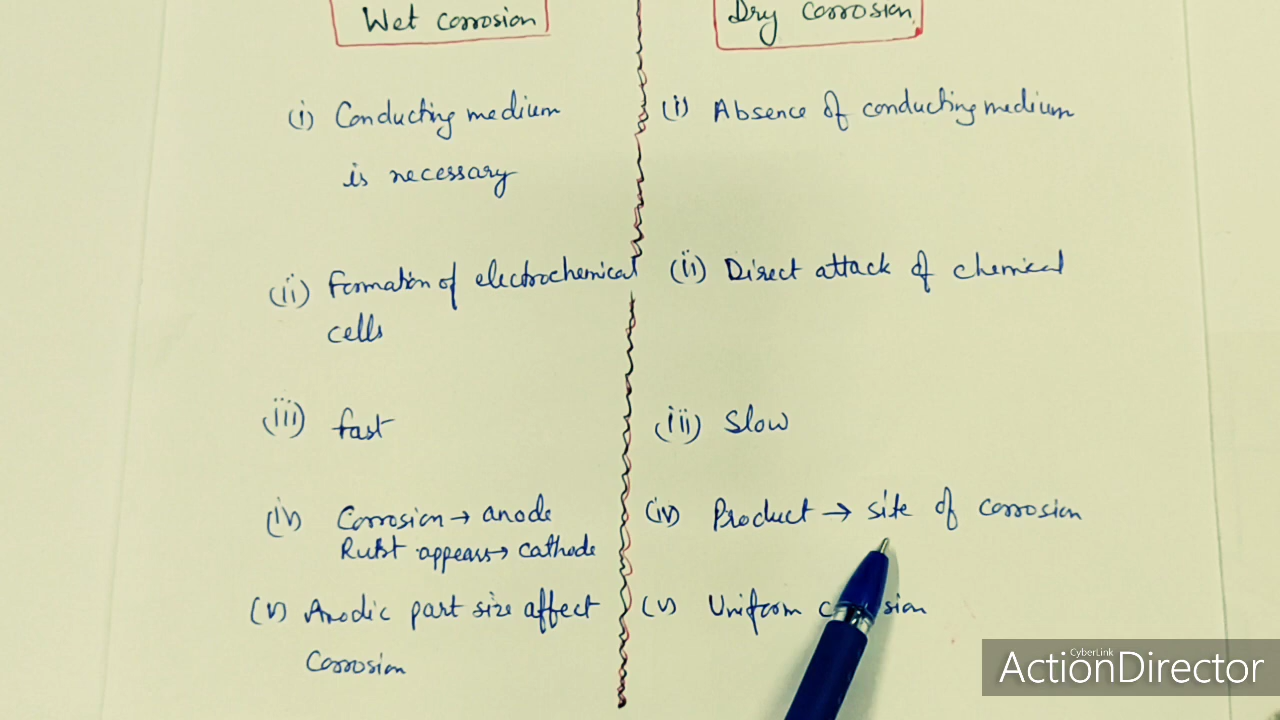 Wet corrosion
(i) Conducting medium
is necessary
(ii) Formation of electrochemical
cells
(iii) fast
(iv) Corrosion → anode
Rust appears → cathode
(v) Anodic part size affect
Corrosion
Dry corrosion
(i) Absence of conducting medium
(ii) Direct attack of chemical
(iii) Slow
(iv) Product → site of corrosion
(v) Uniform
CyberLink
ActionDirector